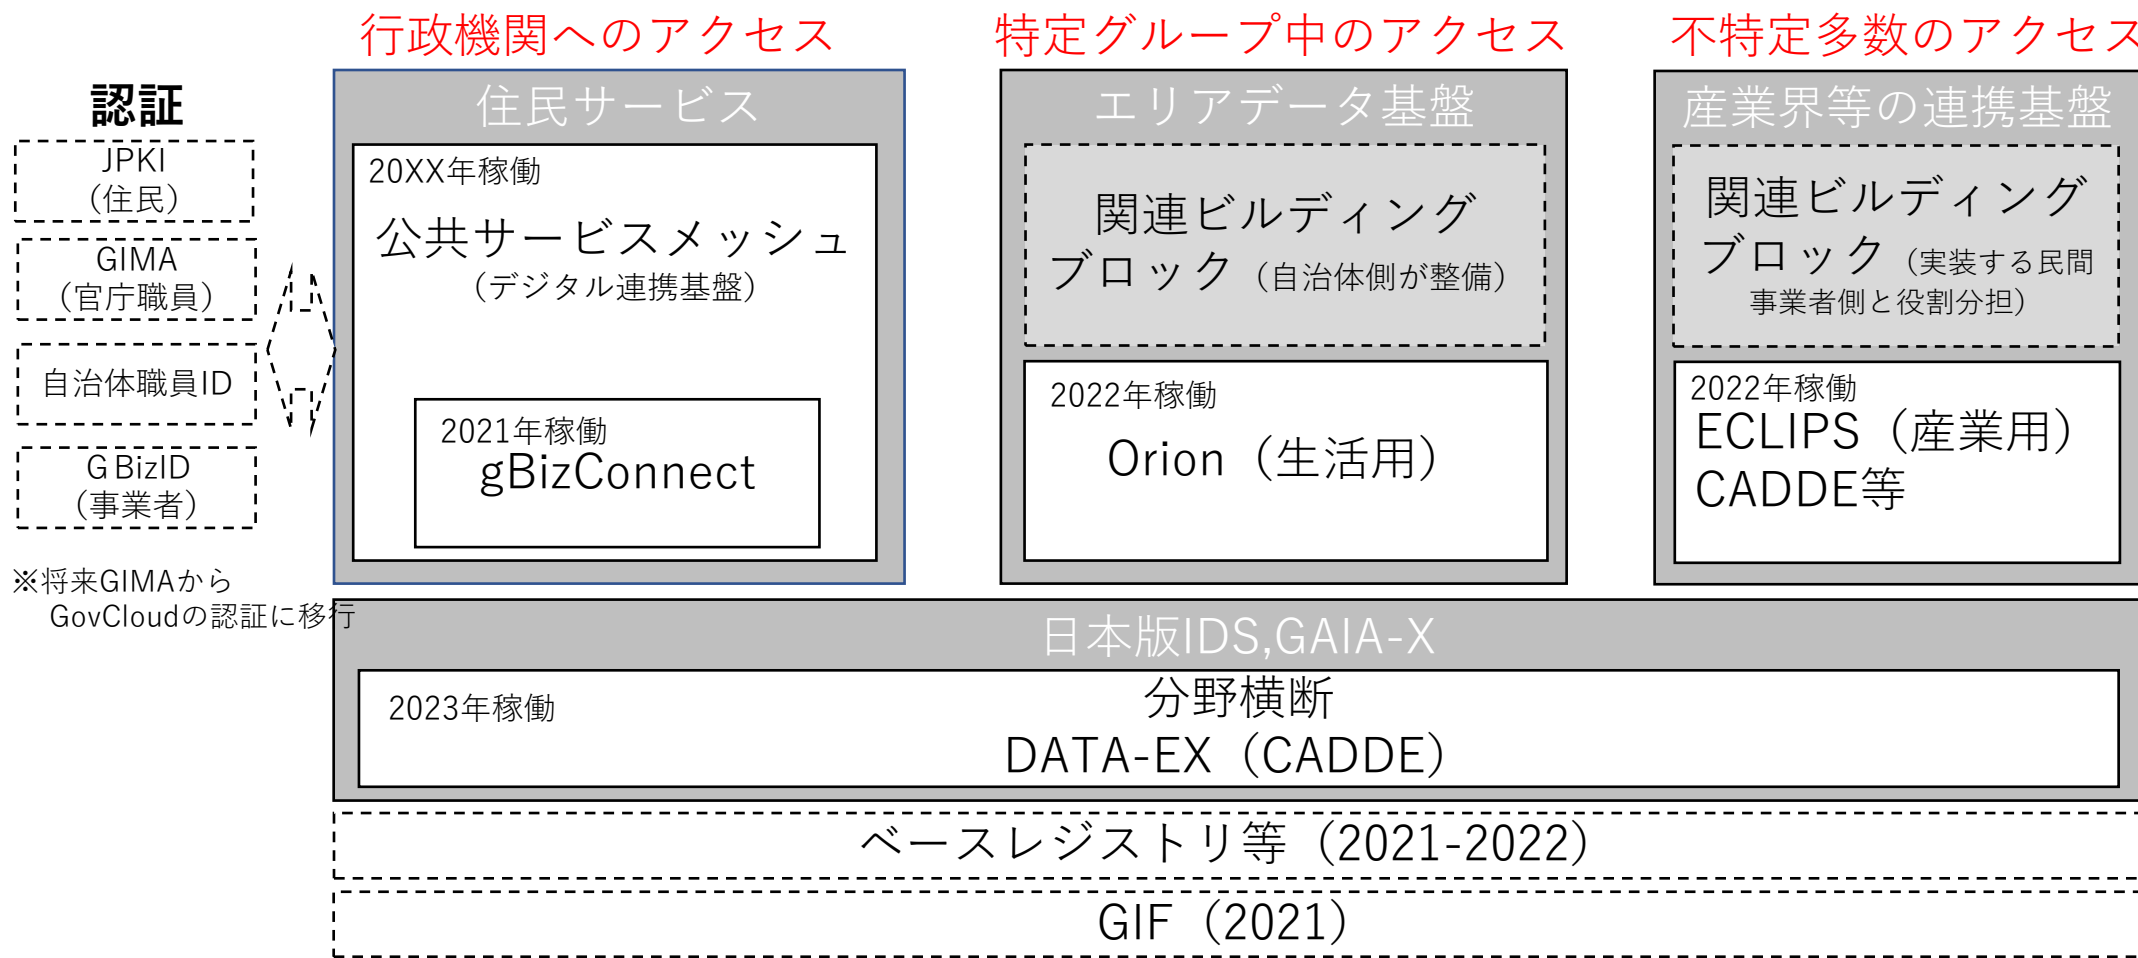 行政機関へのアクセス
特定グループ中のアクセス
不特定多数のアクセス
認証
JPKI
（住民）
GIMA
（官庁職員）
自治体職員ID
G BizID
（事業者）
※将来GIMAから
GovCloudの認証に移行
住民サービス
20XX年稼働
公共サービスメッシュ
（デジタル連携基盤）
2021年稼働
gBizConnect
エリアデータ基盤
関連ビルディング
ブロック（自治体側が整備）
2022年稼働
Orion（生活用）
産業界等の連携基盤
関連ビルディング
ブロック（実装する民間
事業者側と役割分担）
2022年稼働
ECLIPS（産業用）
CADDE等
日本版IDS,GAIA-X
2023年稼働
分野横断
DATA-EX（CADDE）
ベースレジストリ等（2021-2022）
GIF（2021）